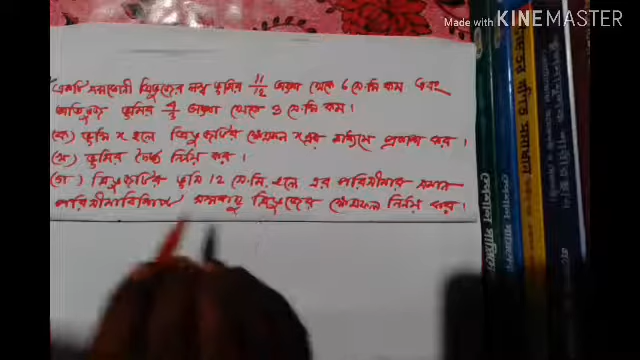 Made with KINEMASTER
একটি সমকোণী ত্রিভুজের লম্ব ভূমির 11/12 অংশ থেকে 6 সে.মি কম এবং
অতিভুজ ভূমির 4/3 অংশ থেকে 3 সে.মি কম।
(ক) ভূমি x হলে ত্রিভুজটির ক্ষেত্রফল x এর মাধ্যমে প্রকাশ কর।
(খ) ভূমির দৈর্ঘ্য নির্ণয় কর।
(গ) ত্রিভুজটির ভূমি 12 সে.মি. হলে এর পরিসীমার সমান
পরিসীমাবিশিষ্ট সমবাহু ত্রিভুজের ক্ষেত্রফল নির্ণয় কর।